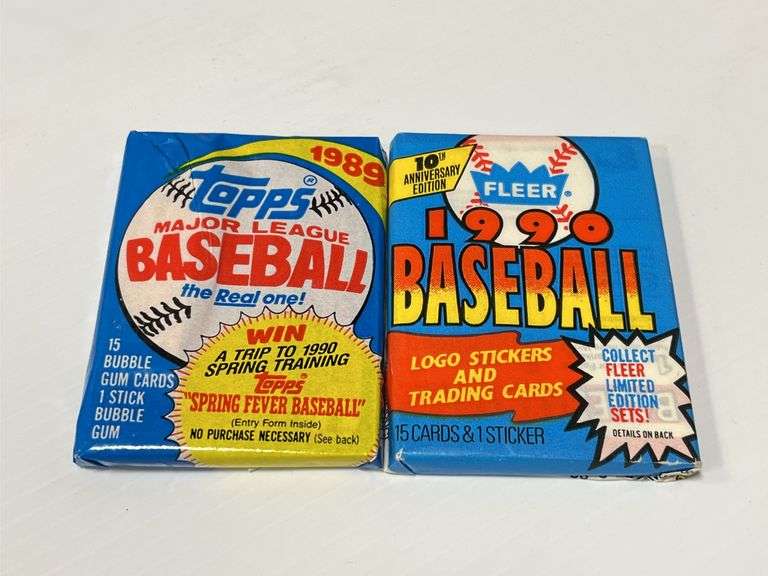 1989
Topps®
MAJOR LEAGUE
BASEBALL
the Real one!
15
BUBBLE
GUM CARDS
1 STICK
BUBBLE
GUM
WIN
A TRIP TO 1990
SPRING TRAINING
Topps
"SPRING FEVER BASEBALL"
(Entry Form Inside)
NO PURCHASE NECESSARY (See back)
10TH
ANNIVERSARY
EDITION
FLEER®
1990
BASEBALL
LOGO STICKERS
AND
TRADING CARDS
COLLECT
FLEER
LIMITED
EDITION
SETS!
DETAILS ON BACK
15 CARDS & 1 STICKER